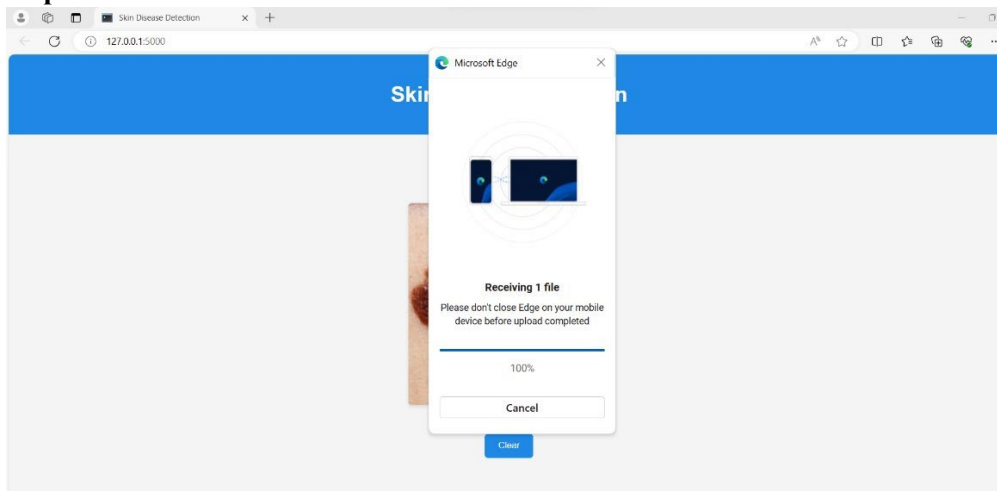 Skin Disease Detection
127.0.0.1:5000
Microsoft Edge
Receiving 1 file
Please don't close Edge on your mobile
device before upload completed
100%
Cancel
Clear